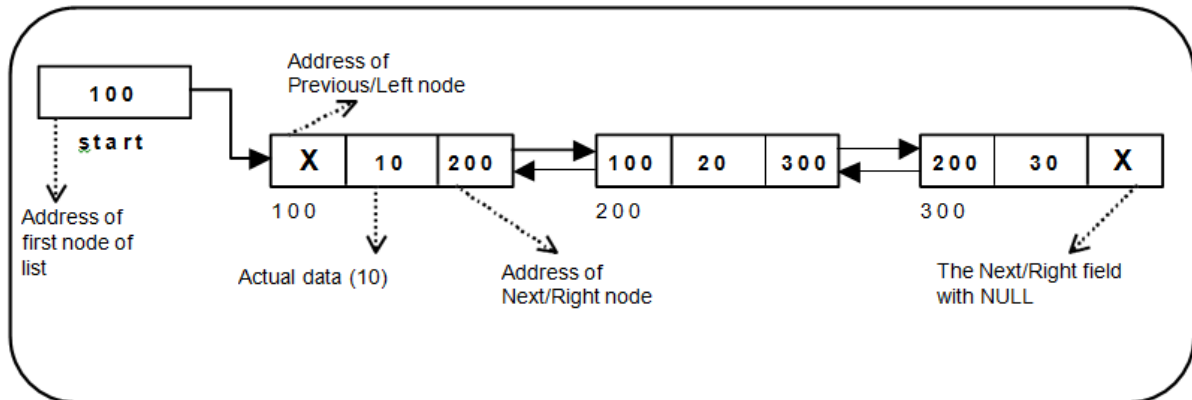 Address of
Previous/Left node
100
start
X 10 200
100 20 300
200 30 X
100
200
300
Address of
first node of
list
Actual data (10)
Address of
Next/Right node
The Next/Right field
with NULL